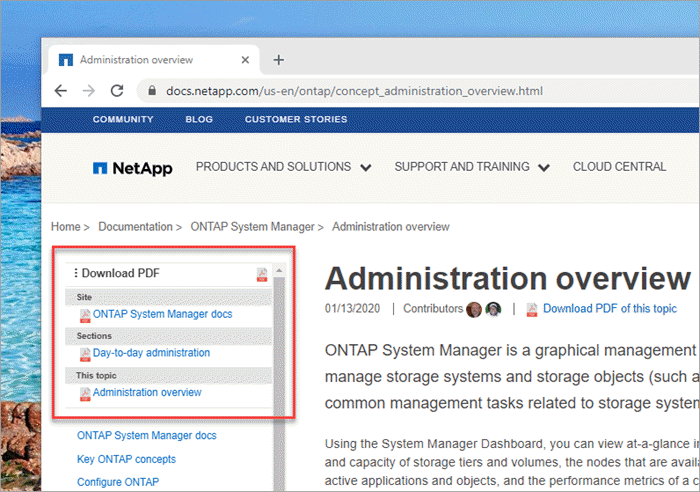 Administration overview
docs.netapp.com/us-en/ontap/concept_administration_overview.html
COMMUNITY BLOG CUSTOMER STORIES
NetApp PRODUCTS AND SOLUTIONS SUPPORT AND TRAINING CLOUD CENTRAL
Home > Documentation > ONTAP System Manager > Administration overview
Download PDF
Site
ONTAP System Manager docs
Sections
Day-to-day administration
This topic
Administration overview
ONTAP System Manager docs
Key ONTAP concepts
Configure ONTAP
Administration overview
01/13/2020 | Contributors | Download PDF of this topic
ONTAP System Manager is a graphical management
manage storage systems and storage objects (such a
common management tasks related to storage system
Using the System Manager Dashboard, you can view at-a-glance in
and capacity of storage tiers and volumes, the nodes that are avail
active applications and objects, and the performance metrics of a c